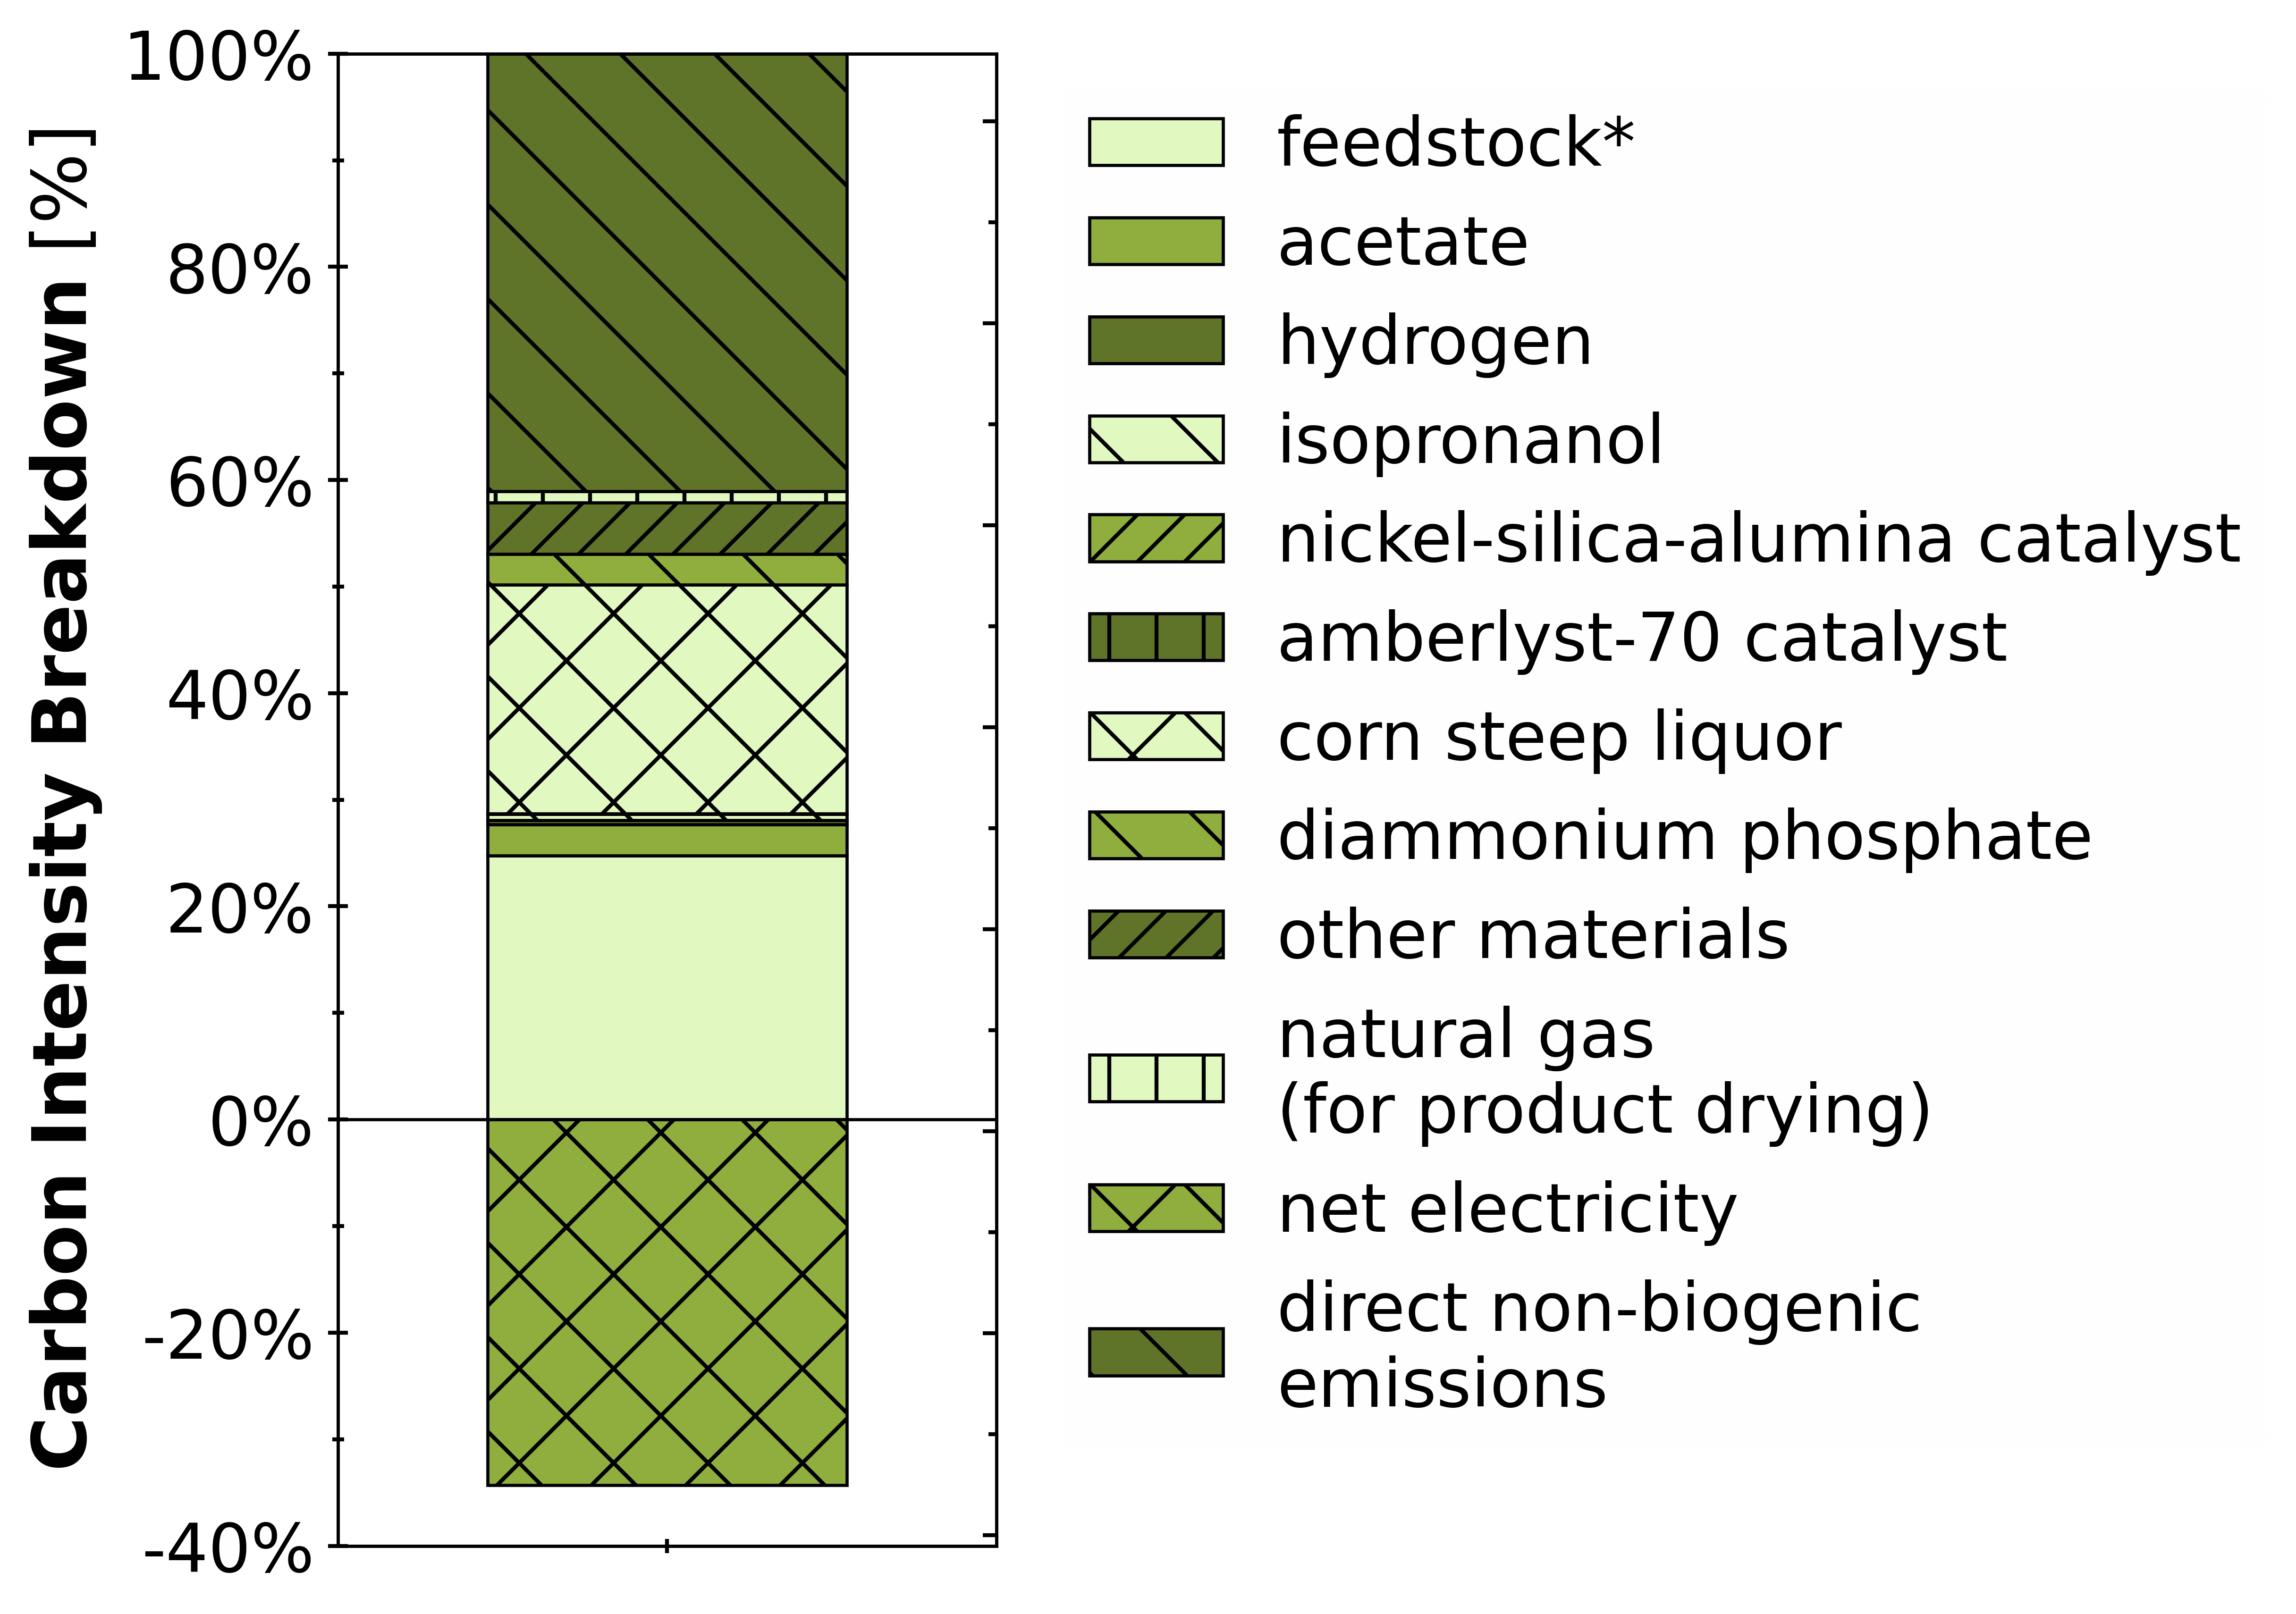 Carbon Intensity Breakdown [%]
100%
80%
60%
40%
20%
0%
-20%
-40%
feedstock*
acetate
hydrogen
isopronanol
nickel-silica-alumina catalyst
amberlyst-70 catalyst
corn steep liquor
diammonium phosphate
other materials
natural gas
(for product drying)
net electricity
direct non-biogenic
emissions